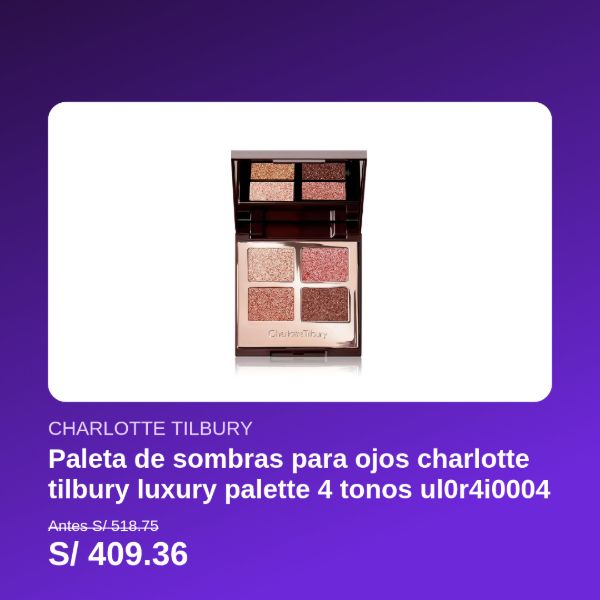 CharlotteTilbury
CHARLOTTE TILBURY
Paleta de sombras para ojos charlotte
tilbury luxury palette 4 tonos ul0r4i0004
Antes S/ 518.75
S/ 409.36